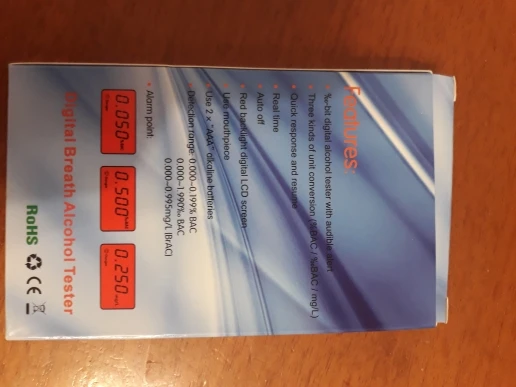 Features:
-bit digital alcohol tester with audible alert
Three kinds of unit conversion (%BAC / ‰BAC / mg/L)
Quick response and resume
Real time
Auto off
Red backlight digital LCD screen
Use mouthpiece
Use 2 x "AAA" alkaline batteries
Detection range: 0.000-0.199% BAC
0.000-1.990‰ BAC
0.000-0.995mg/L (BrAC)
Alarm point:
0.050 0.500 0.250 mg/L
Digital Breath Alcohol Tester
RoHS CE